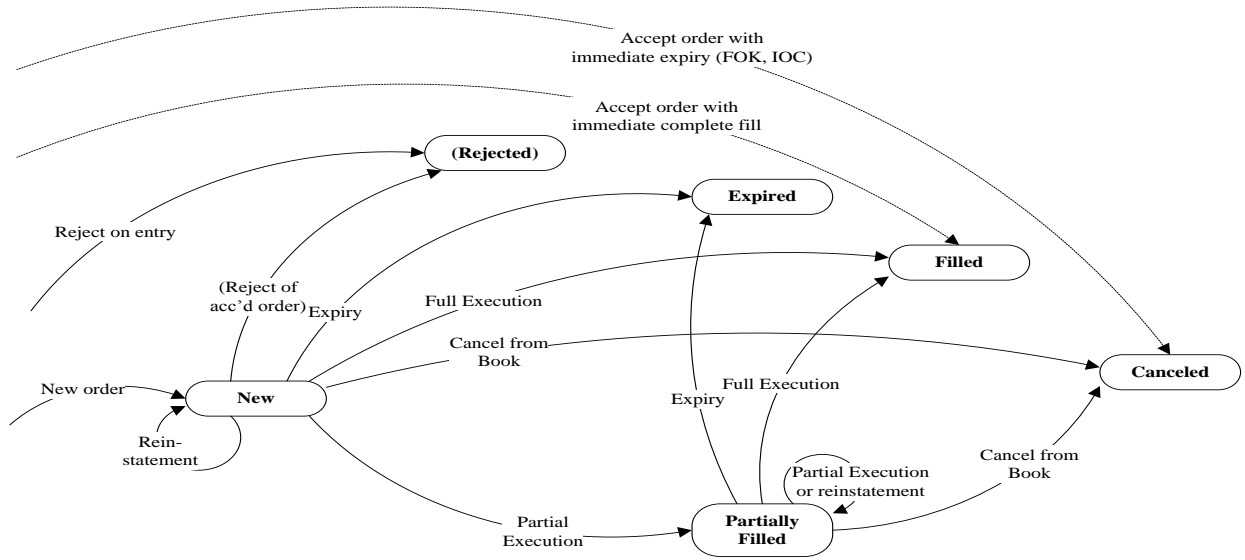 Accept order with
immediate expiry (FOK, IOC)
Accept order with
immediate complete fill
(Rejected)
Expired
Reject on entry
Filled
(Reject of
acc'd order)
Expiry
Full Execution
Cancel from
Book
Canceled
New order
New
Full Execution
Expiry
Rein-
statement
Cancel from
Book
Partial Execution
or reinstatement
Partial
Execution
Partially
Filled